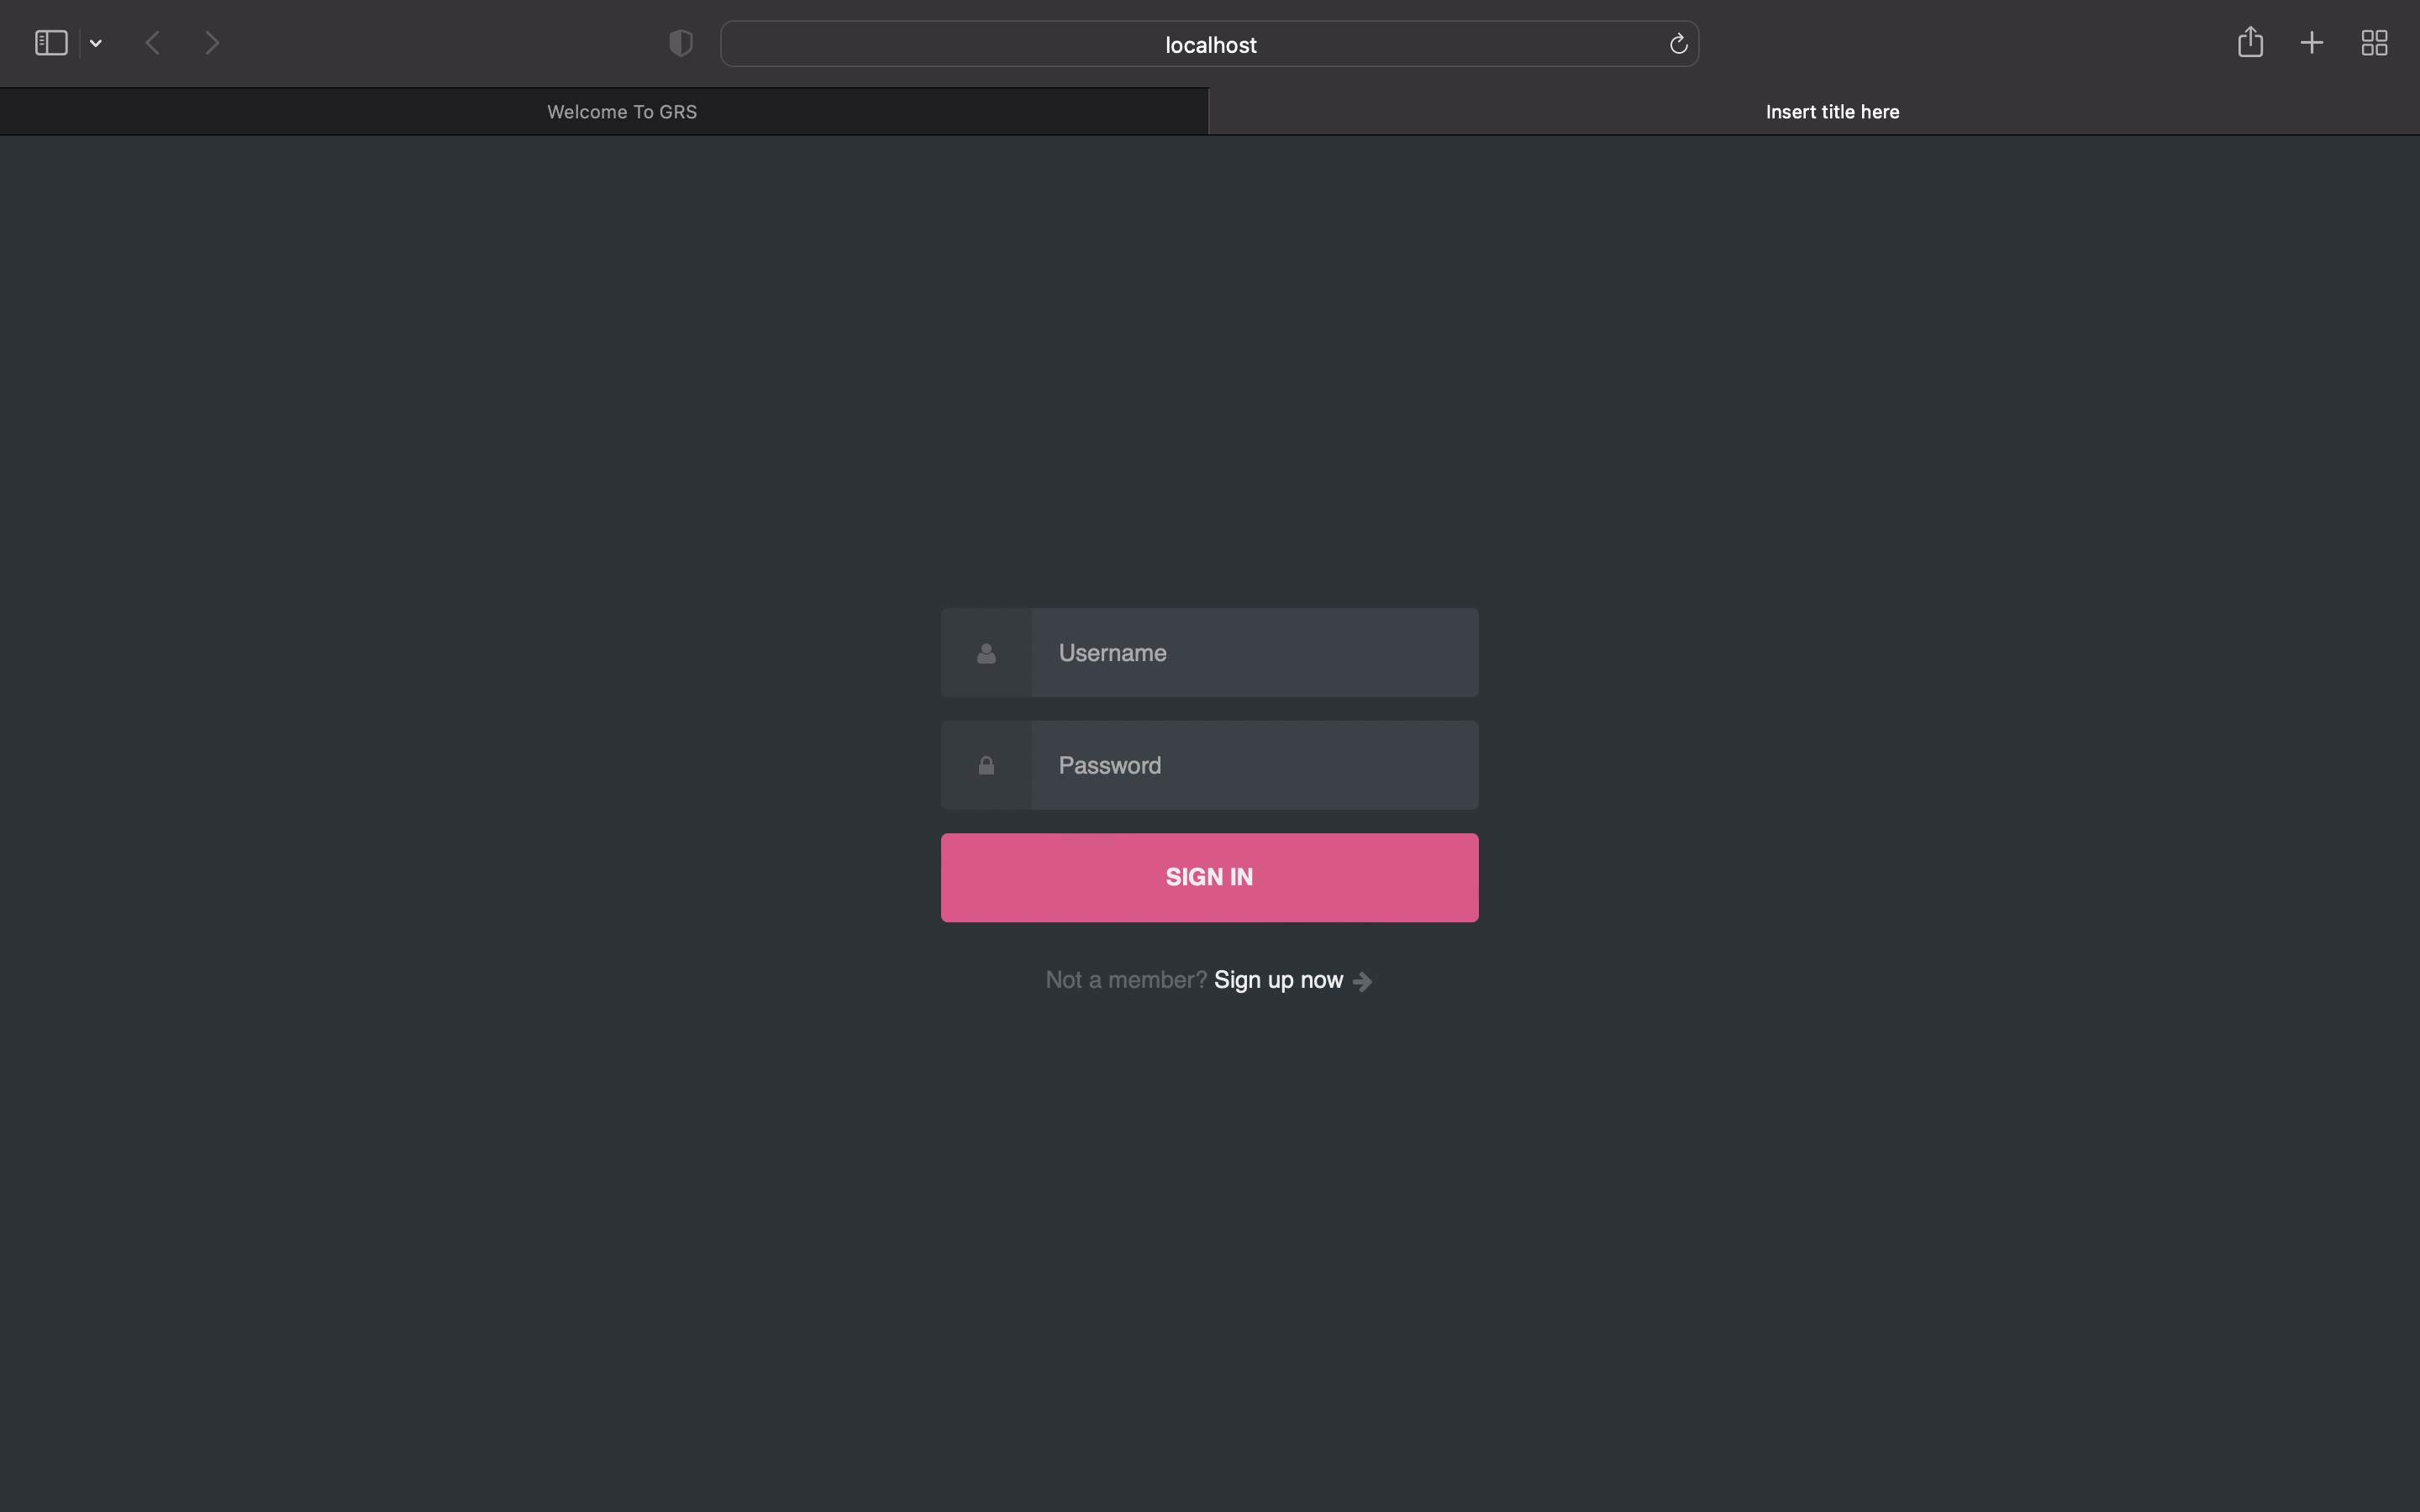 localhost
Welcome To GRS
Insert title here
Username
Password
SIGN IN
Not a member? Sign up now